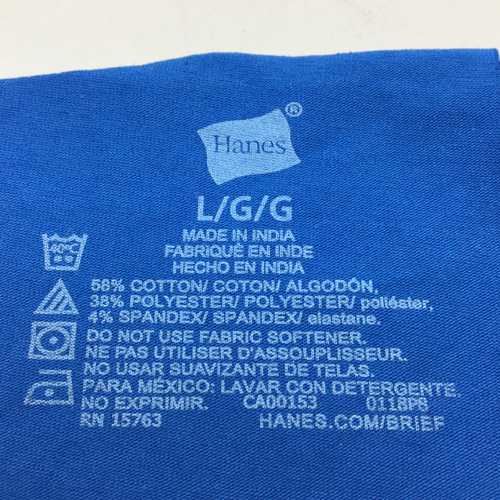 Hanes®
L/G/G
MADE IN INDIA
FABRIQUÉ EN INDE
HECHO EN INDIA
40°C
58% COTTON/ COTON/ ALGODÓN,
38% POLYESTER/ POLYESTER/ poliéster,
4% SPANDEX/ SPANDEX/ elastane.
DO NOT USE FABRIC SOFTENER.
NE PAS UTILISER D'ASSOUPLISSEUR.
NO USAR SUAVIZANTE DE TELAS.
PARA MÉXICO: LAVAR CON DETERGENTE.
NO EXPRIMIR. CA00153 0118P6
RN 15763 HANES.COM/BRIEF